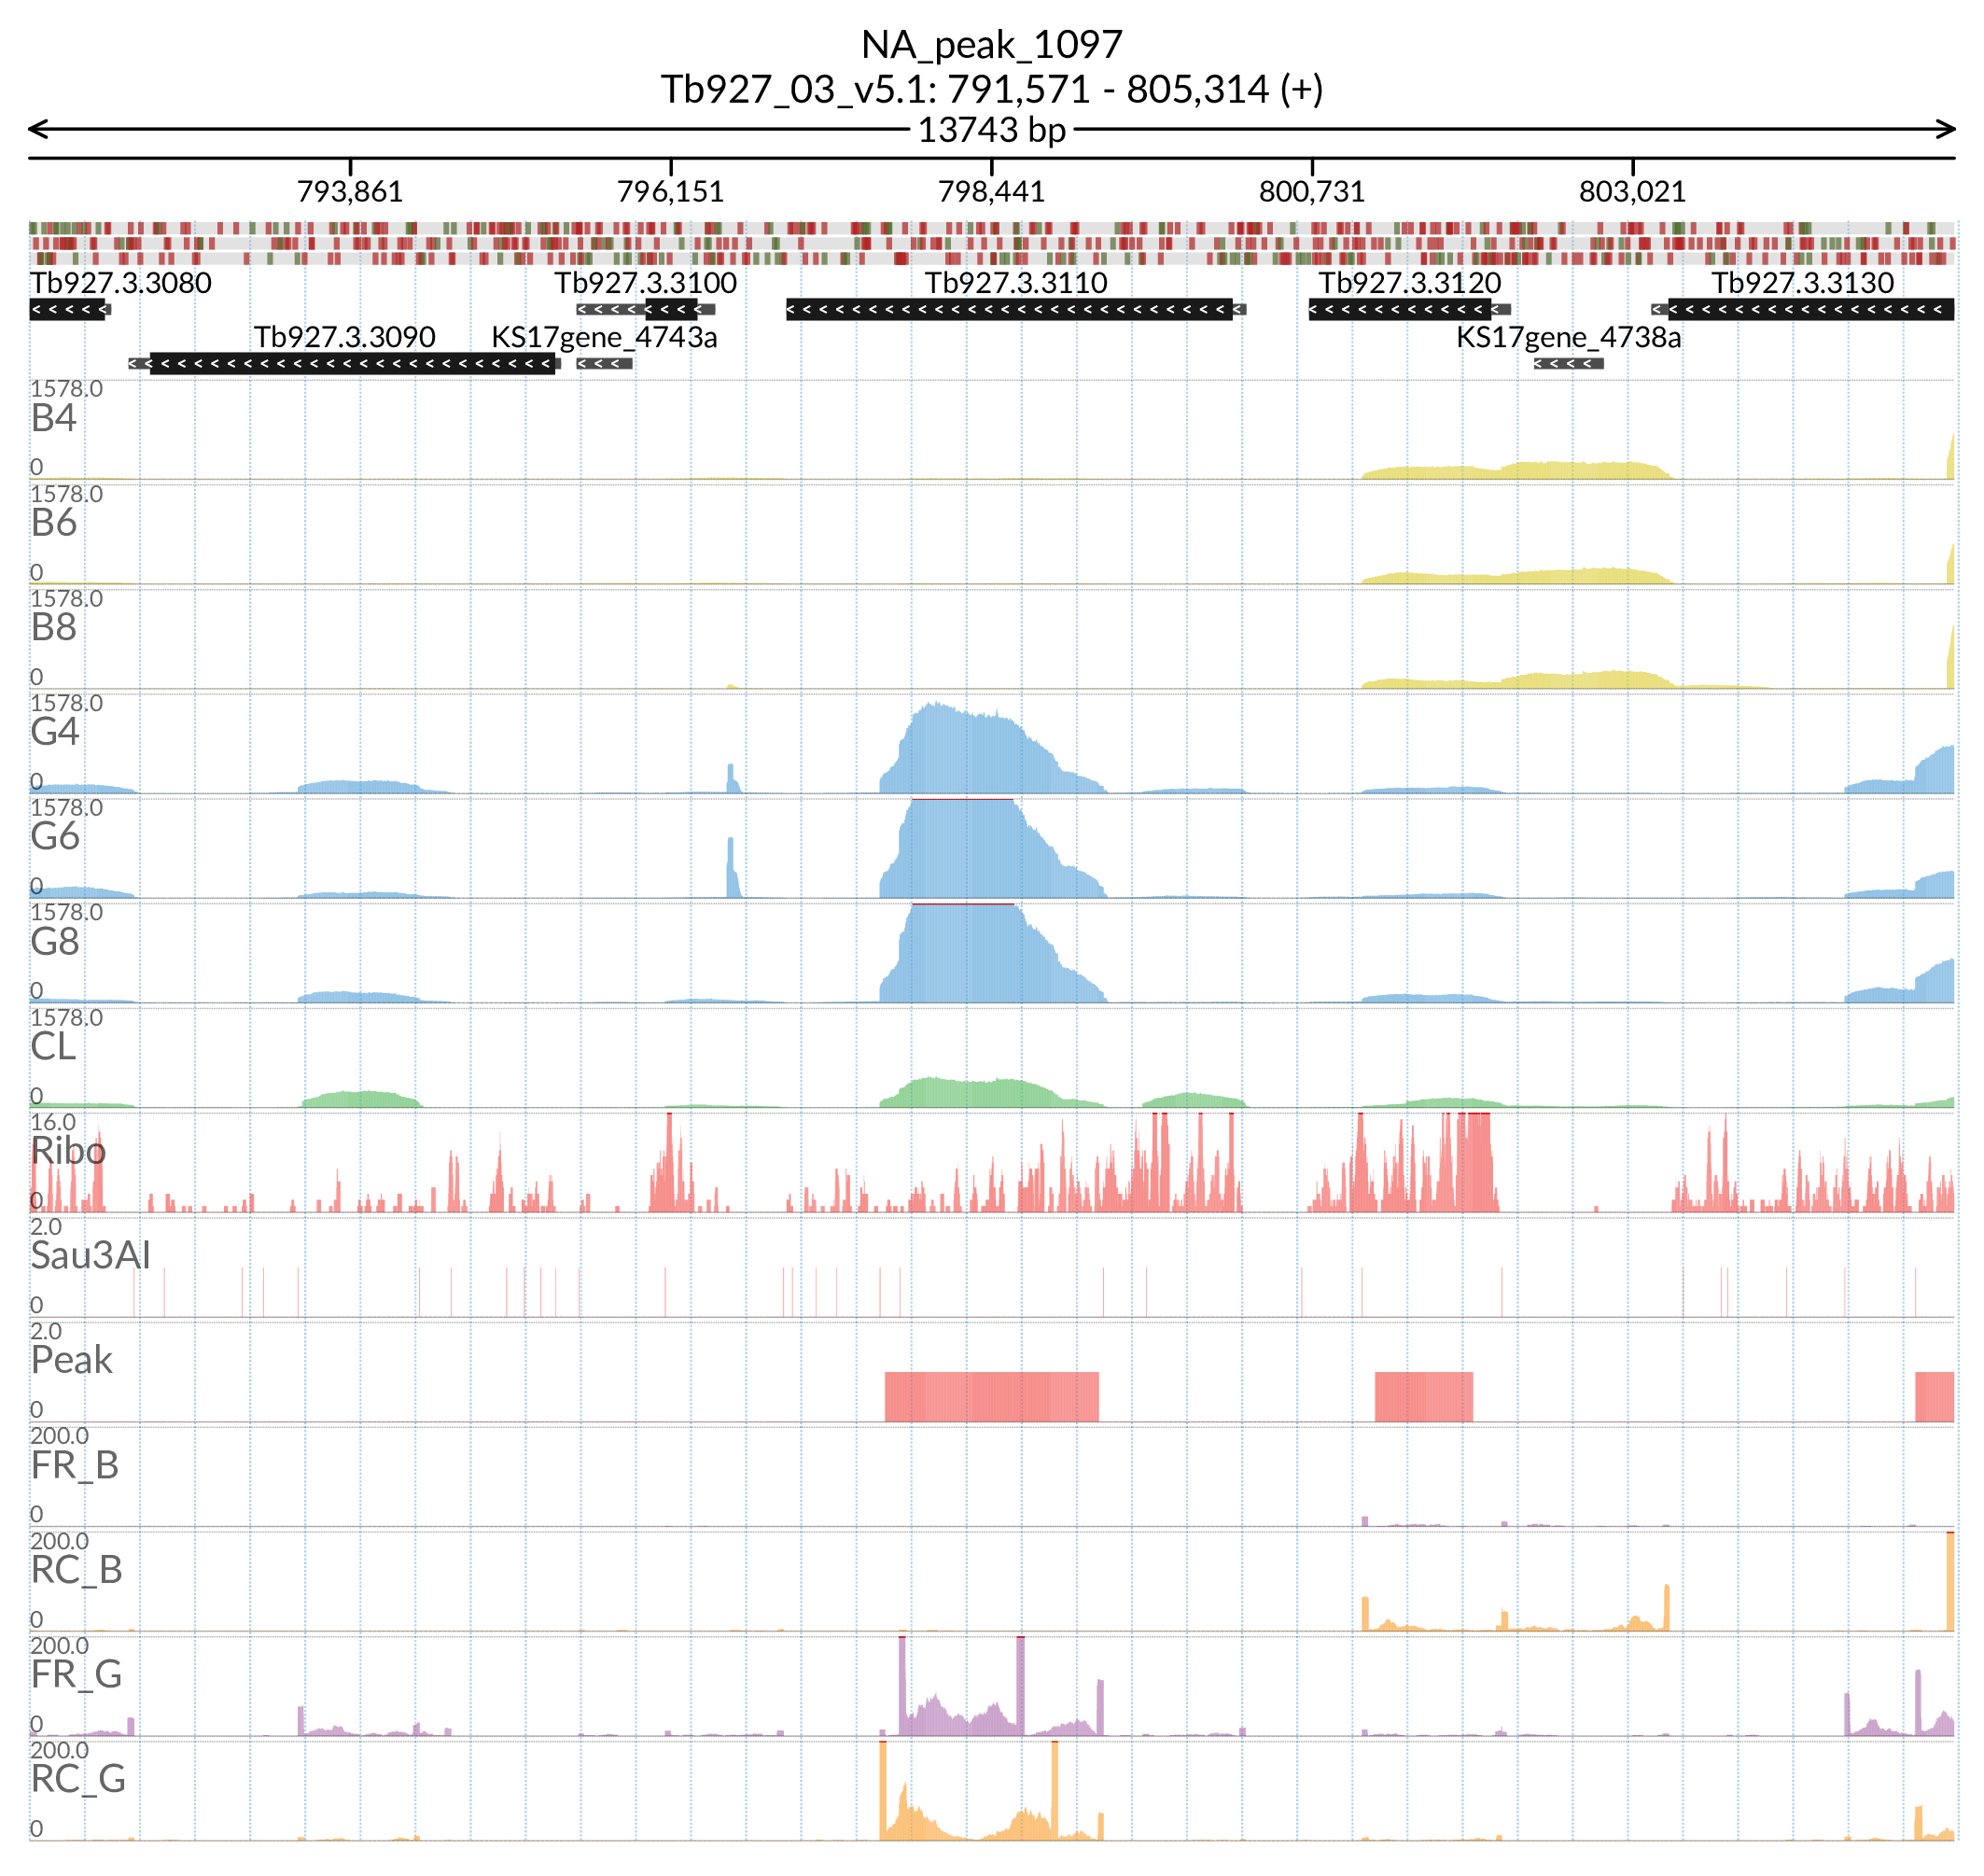 NA_peak_1097
Tb927_03_v5.1: 791,571 - 805,314 (+)
13743 bp
793,861 796,151 798,441 800,731 803,021
Tb927.3.3080 Tb927.3.3100 Tb927.3.3110 Tb927.3.3120 Tb927.3.3130
Tb927.3.3090 KS17gene_4743a KS17gene_4738a
1578.0
B4
0
1578.0
B6
0
1578.0
B8
0
1578.0
G4
0
1578.0
G6
0
1578.0
G8
0
1578.0
CL
0
16.0
Ribo
0
2.0
Sau3AI
0
2.0
Peak
0
200.0
FR_B
0
200.0
RC_B
0
200.0
FR_G
0
200.0
RC_G
0